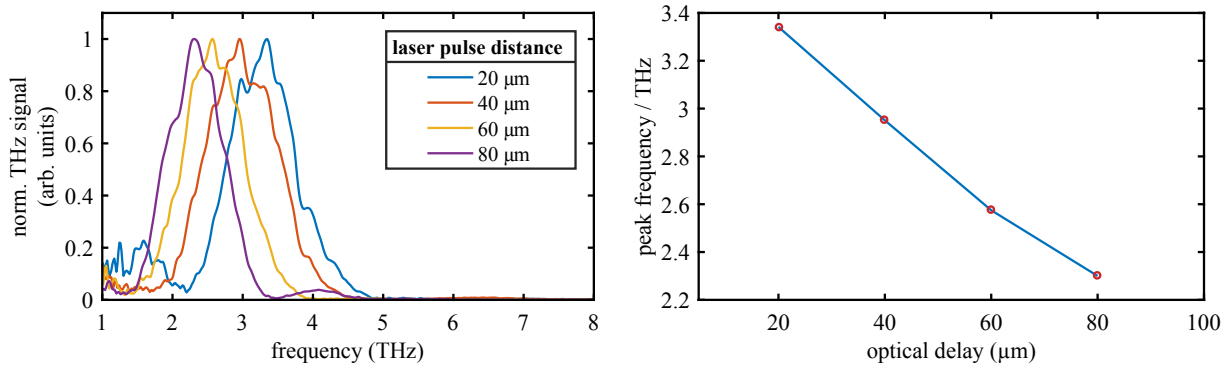 norm. THz signal
(arb. units)
1
0.8
0.6
0.4
0.2
0
1 2 3 4 5 6 7 8
frequency (THz)
laser pulse distance
20 μm
40 μm
60 μm
80 μm
peak frequency / THz
3.4
3.2
3
2.8
2.6
2.4
2.2
20 40 60 80 100
optical delay (μm)